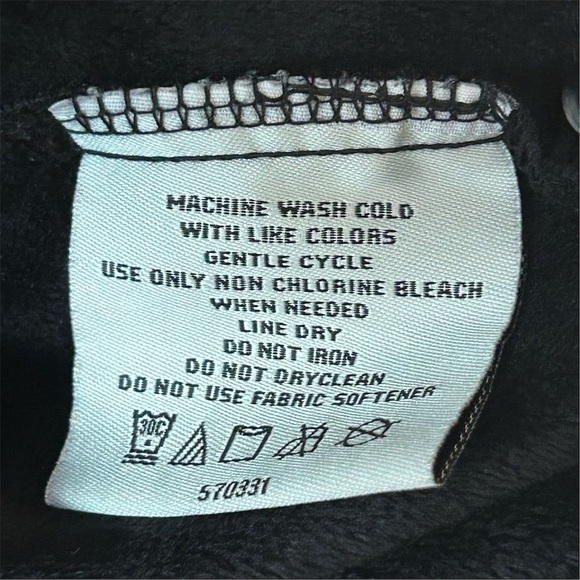 MACHINE WASH COLD
WITH LIKE COLORS
GENTLE CYCLE
USE ONLY NON CHLORINE BLEACH
WHEN NEEDED
LINE DRY
DO NOT IRON
DO NOT DRYCLEAN
DO NOT USE FABRIC SOFTENER
30C
570331